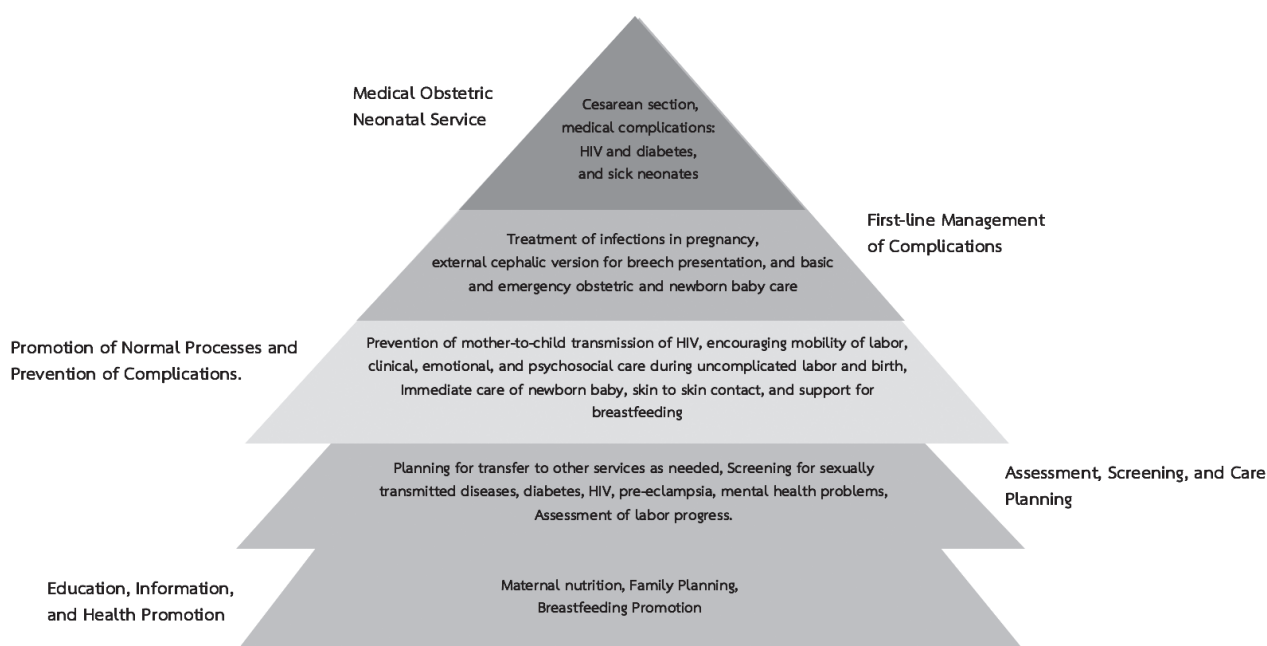 Medical Obstetric
Neonatal Service
Cesarean section,
medical complications:
HIV and diabetes,
and sick neonates
First-line Management
of Complications
Treatment of infections in pregnancy,
external cephalic version for breech presentation, and basic
and emergency obstetric and newborn baby care
Promotion of Normal Processes and
Prevention of Complications.
Prevention of mother-to-child transmission of HIV, encouraging mobility of labor,
clinical, emotional, and psychosocial care during uncomplicated labor and birth,
Immediate care of newborn baby, skin to skin contact, and support for
breastfeeding
Planning for transfer to other services as needed, Screening for sexually
transmitted diseases, diabetes, HIV, pre-eclampsia, mental health problems,
Assessment of labor progress.
Assessment, Screening, and Care
Planning
Education, Information,
and Health Promotion
Maternal nutrition, Family Planning,
Breastfeeding Promotion